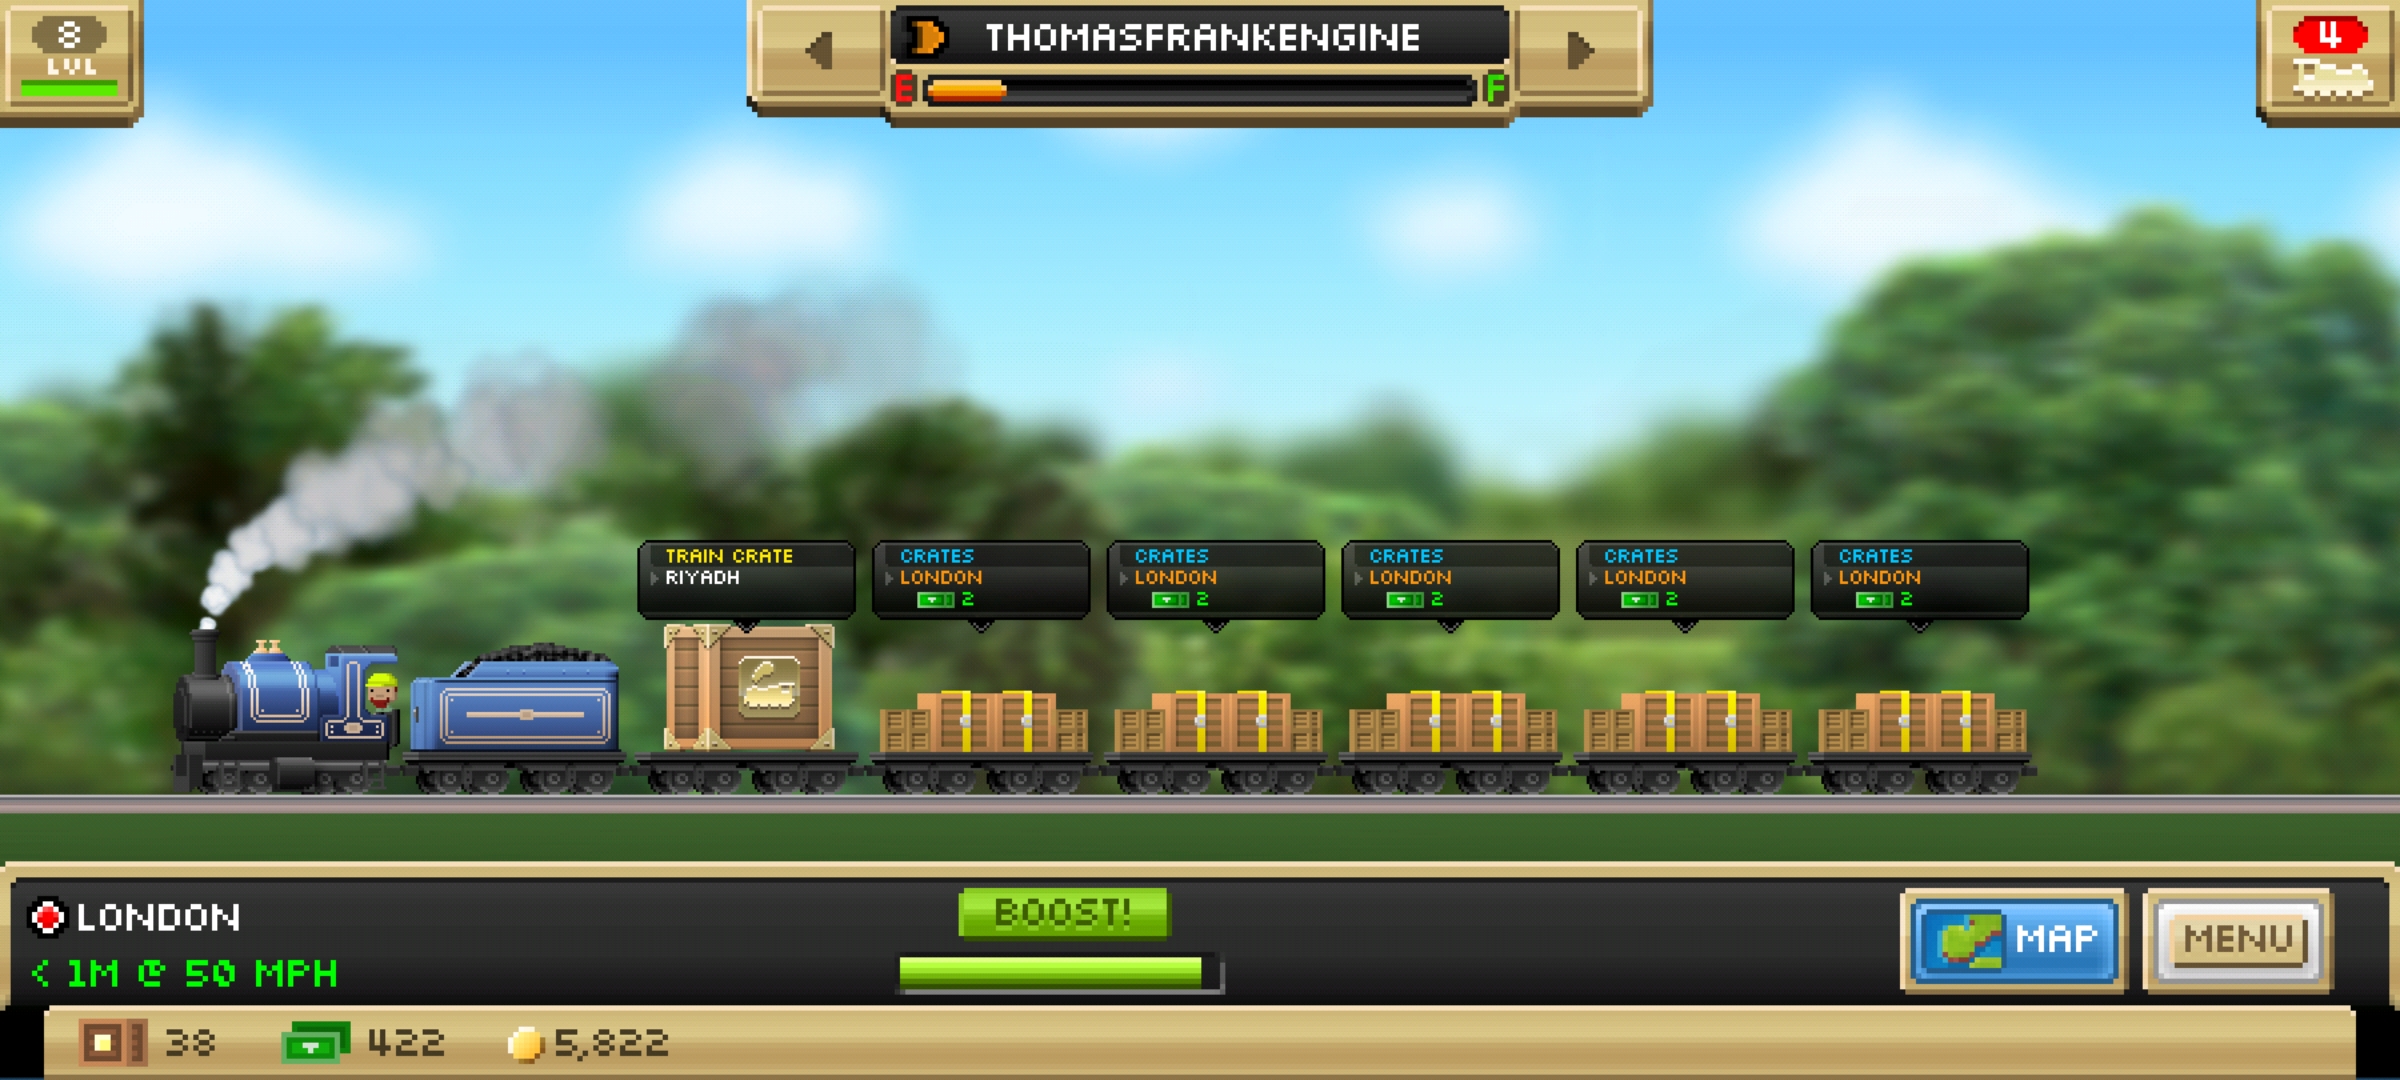 8
LVL
THOMASFRANKENGINE
E F
4
TRAIN CRATE
RIYADH
CRATES
LONDON
2
CRATES
LONDON
2
CRATES
LONDON
2
CRATES
LONDON
2
CRATES
LONDON
2
LONDON
< 1M @ 50 MPH
BOOST!
MAP
MENU
38
422
5,822